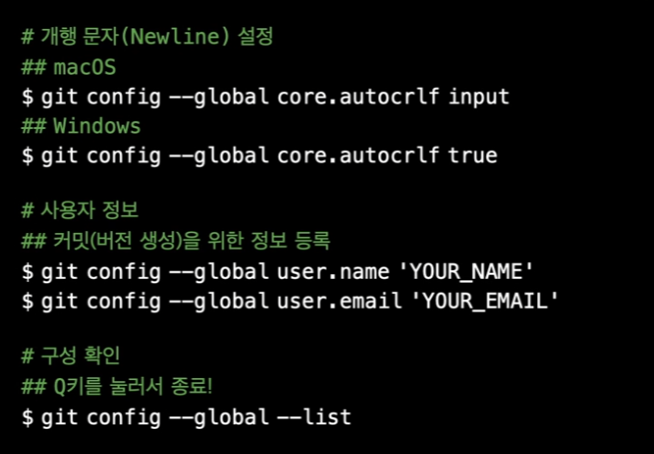 # 개행 문자(Newline) 설정
## macOS
$ git config --global core.autocrlf input
## Windows
$ git config --global core.autocrlf true
# 사용자 정보
## 커밋(버전 생성)을 위한 정보 등록
$ git config --global user.name 'YOUR_NAME'
$ git config --global user.email 'YOUR_EMAIL'
# 구성 확인
## Q키를 눌러서 종료!
$ git config --global --list